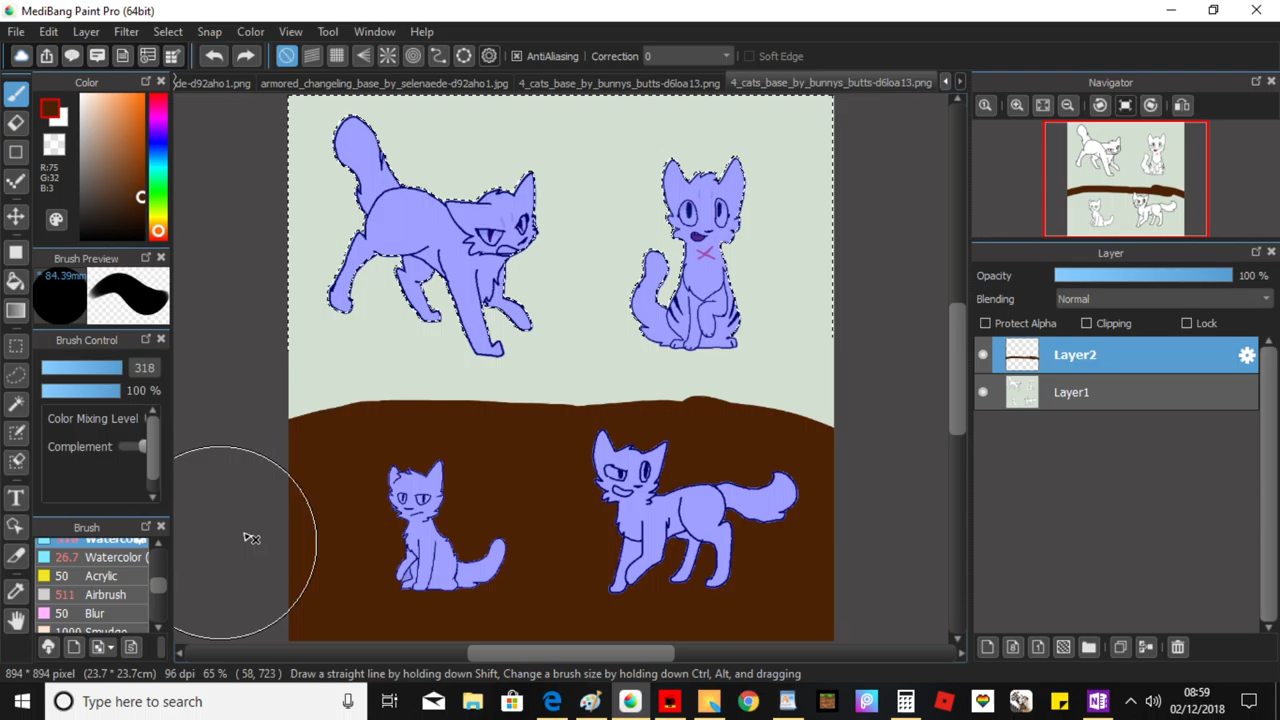 MediBang Paint Pro (64bit)
File Edit Layer Filter Select Snap Color View Tool Window Help
AntiAliasing Correction 0 Soft Edge
Color
de-d92aho1.png armored_changeling_base_by_selenaede-d92aho1.jpg 4_cats_base_by_bunnys_butts-d6loa13.png 4_cats_base_by_bunnys_butts-d6loa13.png
Navigator
R:75
G:32
B:3
Brush Preview
* 84.39mm
Brush Control
318
100 %
Color Mixing Level
Complement
Brush
26.7 Watercolor (
50 Acrylic
511 Airbrush
50 Blur
Layer
Opacity 100 %
Blending Normal
Protect Alpha Clipping Lock
Layer2
Layer1
894 * 894 pixel (23.7 * 23.7cm) 96 dpi 65 % ( 58, 723 ) Draw a straight line by holding down Shift, Change a brush size by holding down Ctrl, Alt, and dragging
Type here to search
08:59
02/12/2018